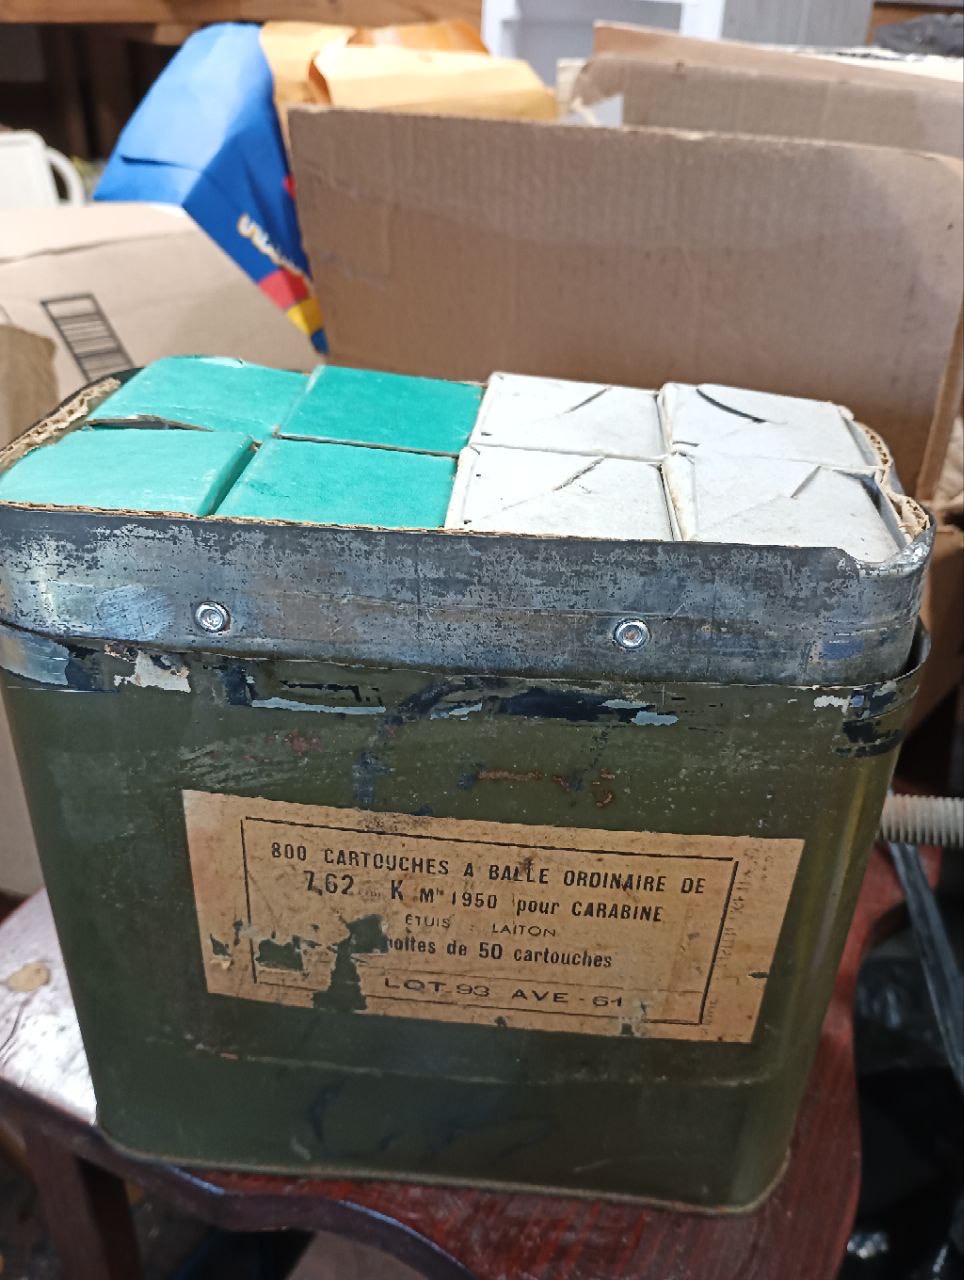 800 CARTOUCHES A BALLE ORDINAIRE DE
7,62 K Mle 1950 pour CARABINE
ETUIS : LAITON
boites de 50 cartouches
LOT-93 AVE-61